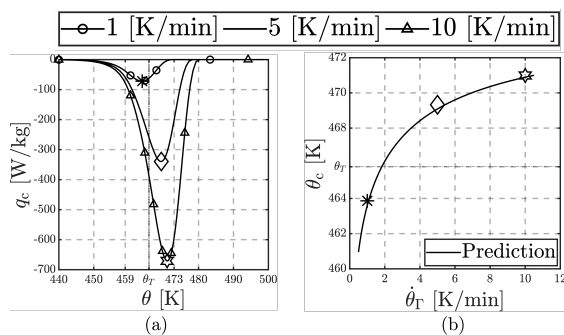 1 [K/min] 5 [K/min] 10 [K/min]
0
-100
-200
-300
-400
-500
-600
-700
q_c [W/kg]
440 450 459 θ_T 473 480 490 500
θ [K]
(a)
472
470
468
θ_T
464
462
460
θ_c [K]
Prediction
0 2 4 6 8 10 12
θ̇_Γ [K/min]
(b)